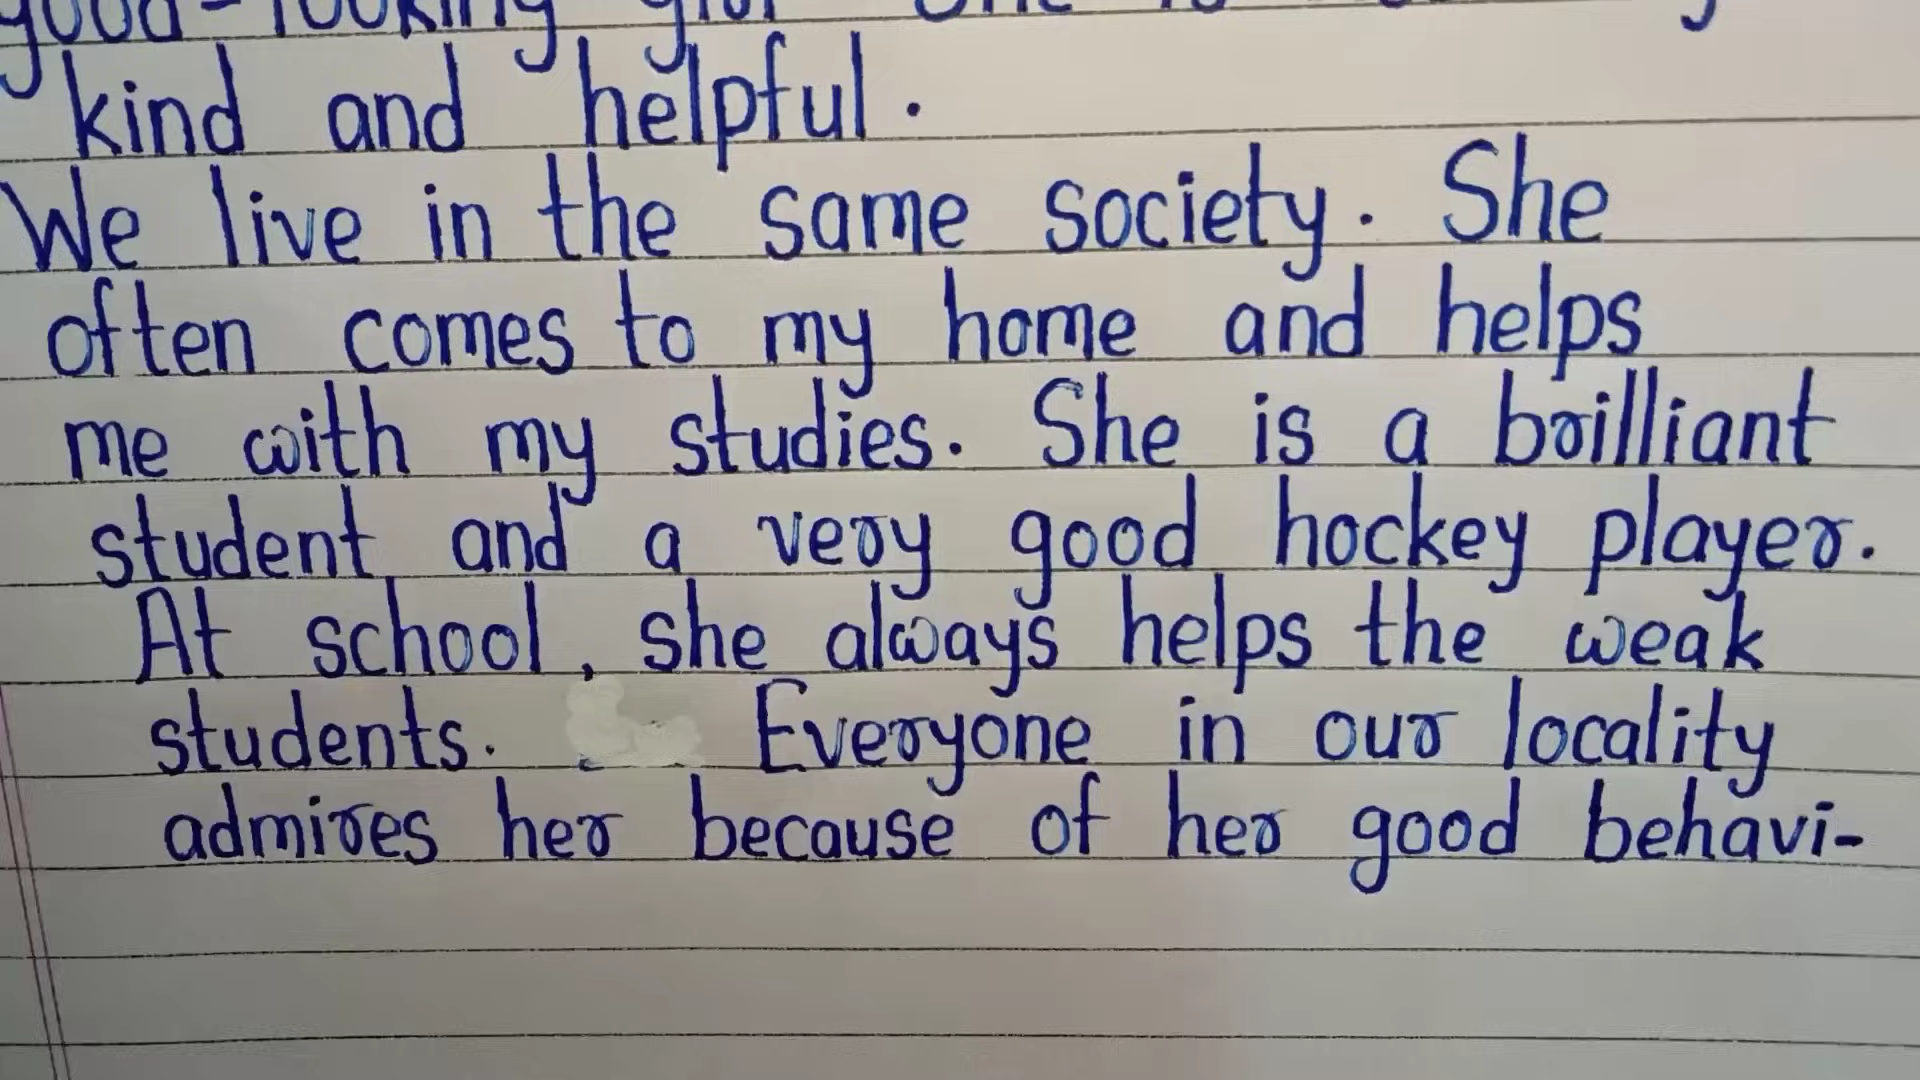 good-looking
kind and helpful.
We live in the same society. She
often comes to my home and helps
me with my studies. She is a brilliant
student and a very good hockey player.
At school, she always helps the weak
students. Everyone in our locality
admires her because of her good behavi-